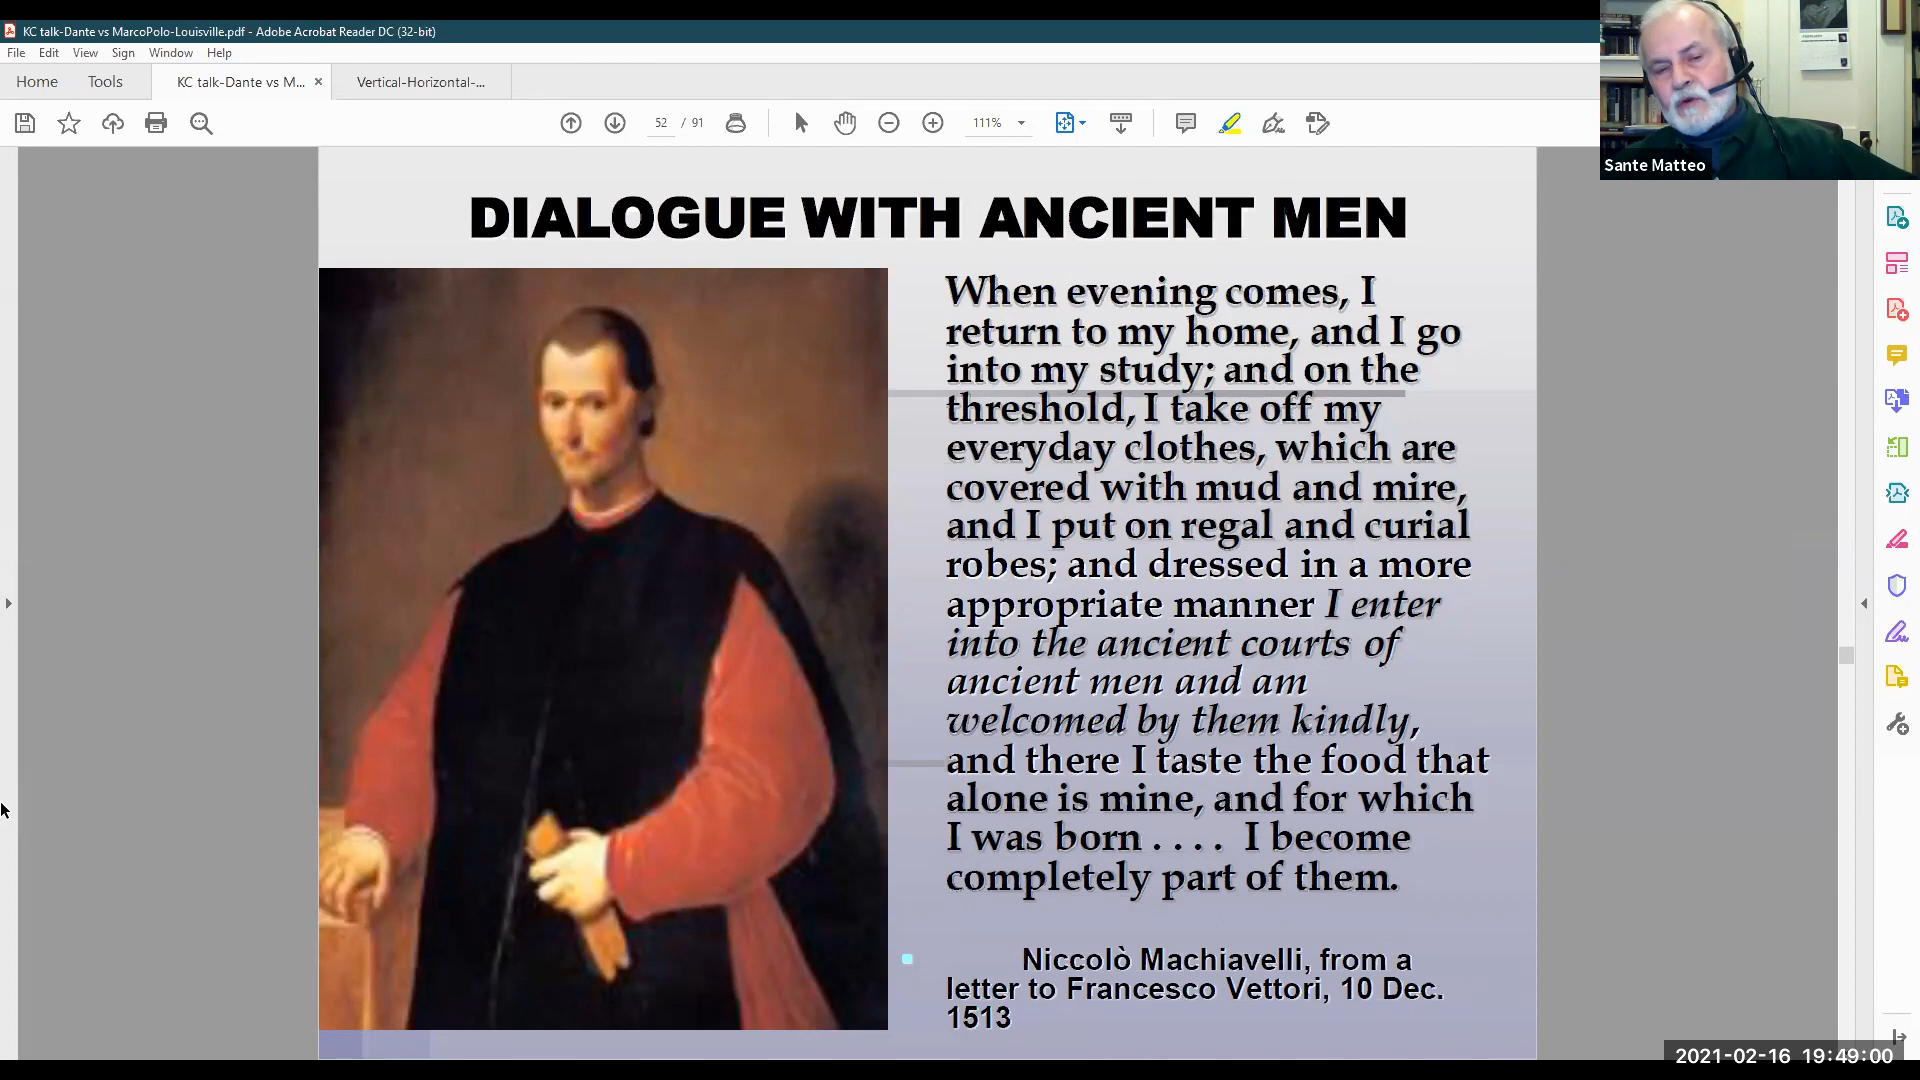 KC talk-Dante vs MarcoPolo-Louisville.pdf - Adobe Acrobat Reader DC (32-bit)
File Edit View Sign Window Help
Home Tools KC talk-Dante vs M... × Vertical-Horizontal-...
52 / 91 111%
Sante Matteo
DIALOGUE WITH ANCIENT MEN
When evening comes, I
return to my home, and I go
into my study; and on the
threshold, I take off my
everyday clothes, which are
covered with mud and mire,
and I put on regal and curial
robes; and dressed in a more
appropriate manner I enter
into the ancient courts of
ancient men and am
welcomed by them kindly,
and there I taste the food that
alone is mine, and for which
I was born . . . . I become
completely part of them.
Niccolò Machiavelli, from a
letter to Francesco Vettori, 10 Dec.
1513
2021-02-16 19:49:00